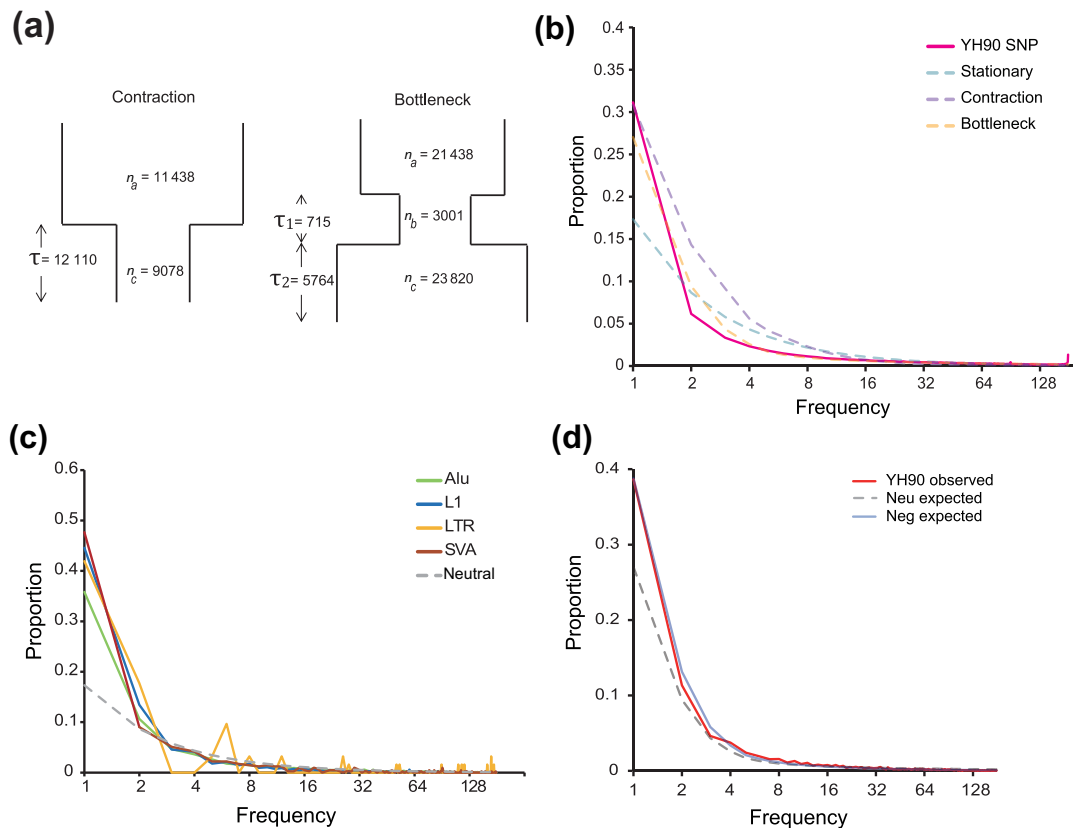 (a)
Contraction
nₐ = 11 438
τ = 12 110
n_c = 9078
Bottleneck
nₐ = 21 438
τ₁ = 715
n_b = 3001
τ₂ = 5764
n_c = 23 820
(b)
0.4
0.35
0.3
0.25
0.2
0.15
0.1
0.05
0
Proportion
YH90 SNP
Stationary
Contraction
Bottleneck
1 2 4 8 16 32 64 128
Frequency
(c)
0.6
0.5
0.4
0.3
0.2
0.1
0
Proportion
Alu
L1
LTR
SVA
Neutral
1 2 4 8 16 32 64 128
Frequency
(d)
0.4
0.3
0.2
0.1
0
Proportion
YH90 observed
Neu expected
Neg expected
1 2 4 8 16 32 64 128
Frequency